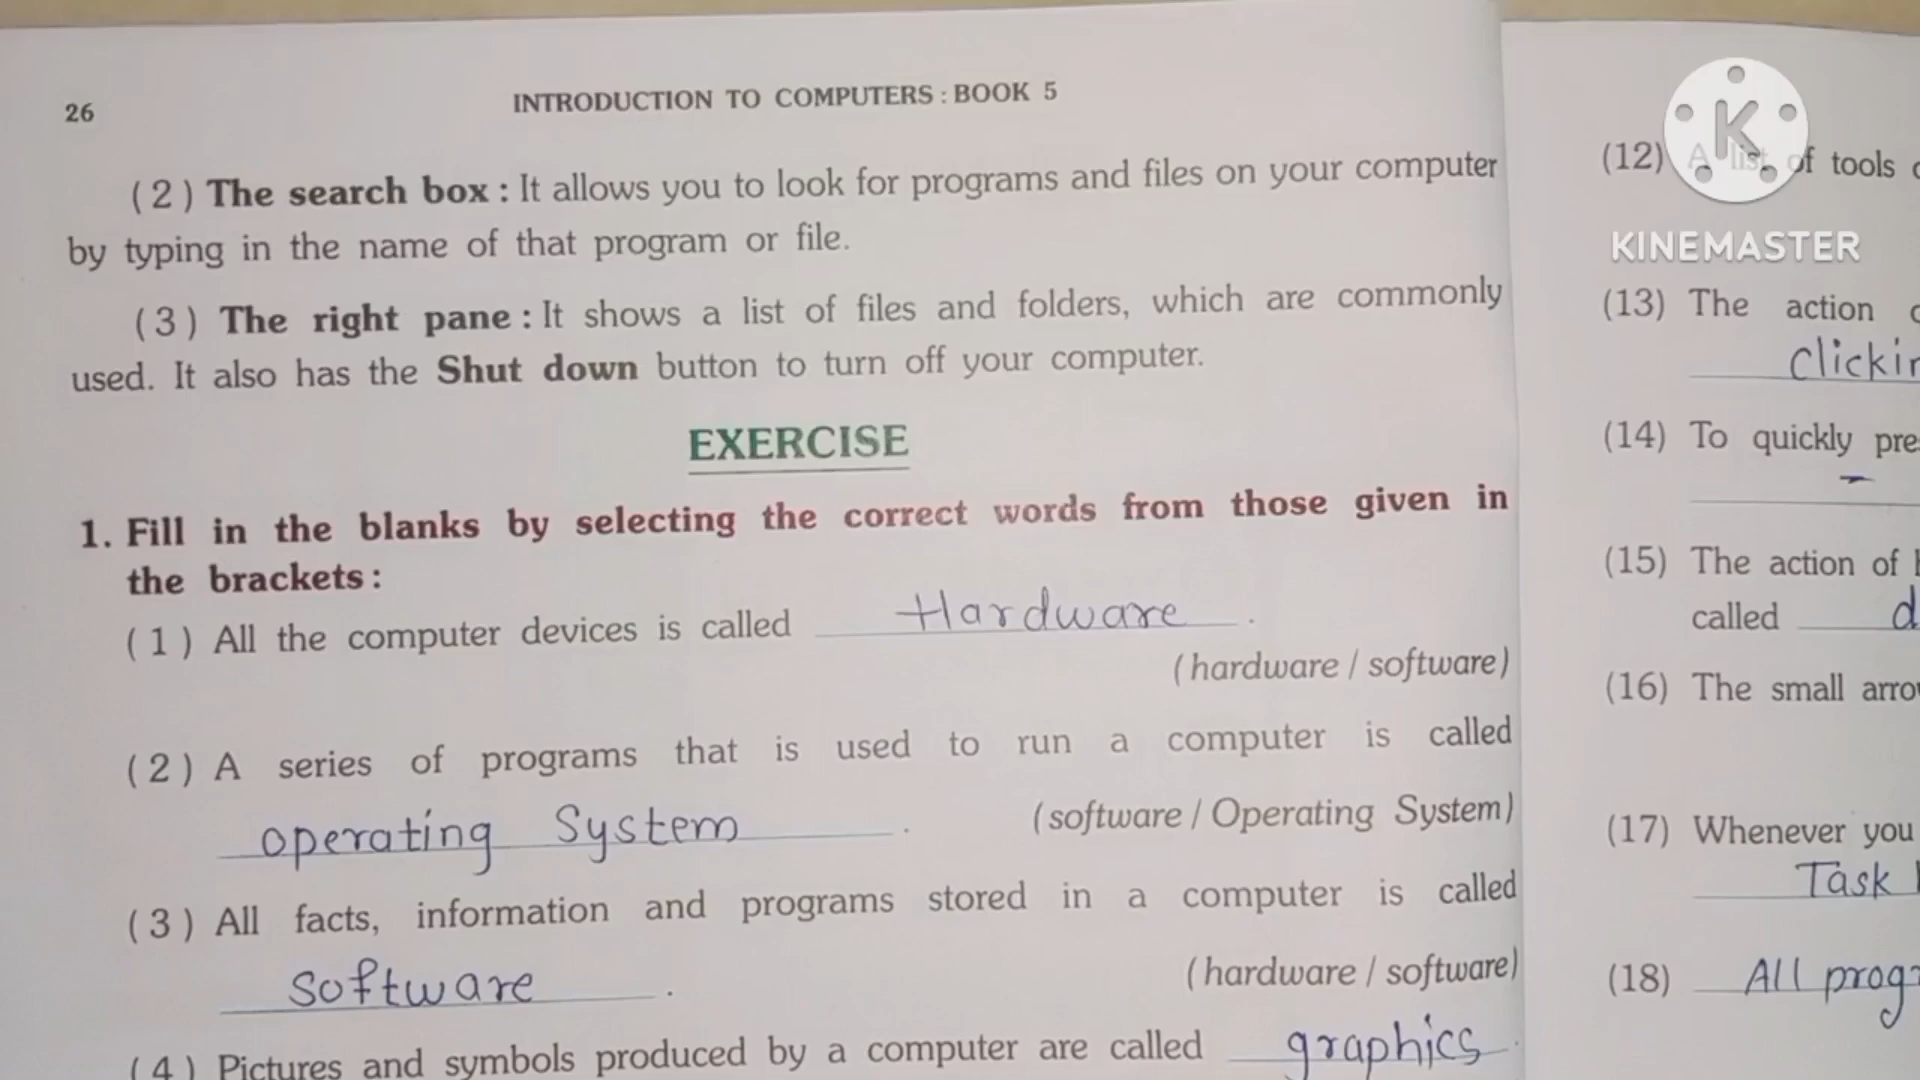 26
INTRODUCTION TO COMPUTERS : BOOK 5
(2) The search box : It allows you to look for programs and files on your computer
by typing in the name of that program or file.
(3) The right pane : It shows a list of files and folders, which are commonly
used. It also has the Shut down button to turn off your computer.
EXERCISE
1. Fill in the blanks by selecting the correct words from those given in
the brackets :
(1) All the computer devices is called Hardware.
(hardware / software)
(2) A series of programs that is used to run a computer is called
operating System. (software / Operating System)
(3) All facts, information and programs stored in a computer is called
software. (hardware / software)
(4) Pictures and symbols produced by a computer are called graphics.
K
KINEMASTER
(12) A list of tools
(13) The action
(14) To quickly
(15) The action of
called
(16) The small
(17) Whenever you
Task
(18) All